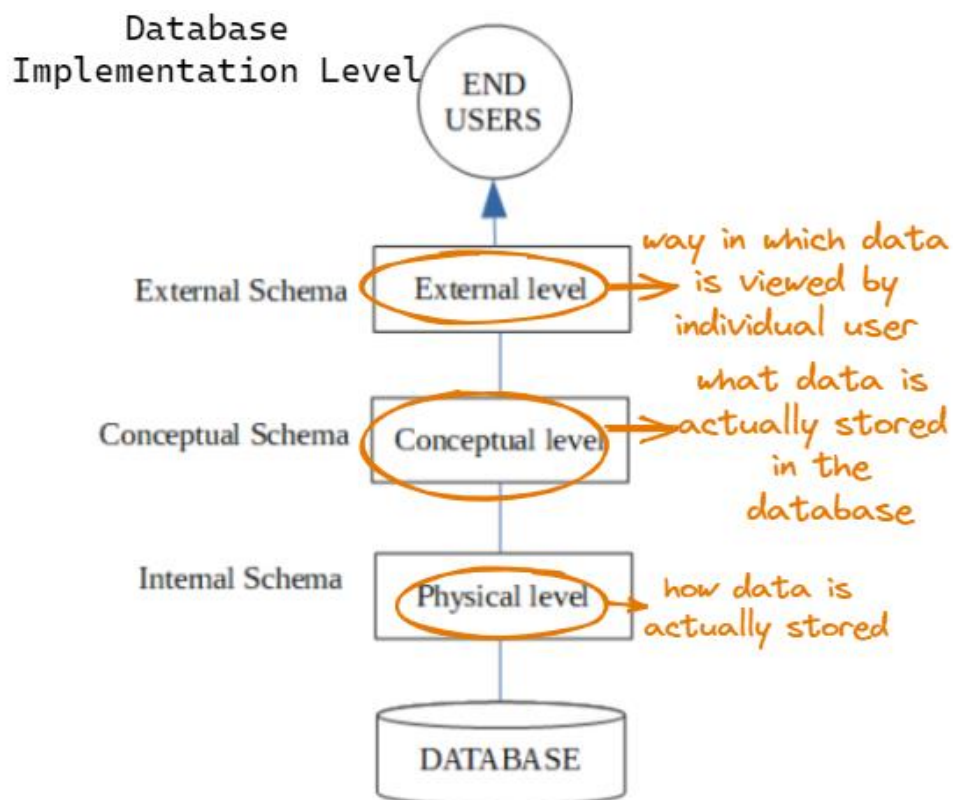 Database
Implementation Level
END
USERS
External Schema
External level
way in which data
is viewed by
individual user
Conceptual Schema
Conceptual level
what data is
actually stored
in the
database
Internal Schema
Physical level
how data is
actually stored
DATABASE